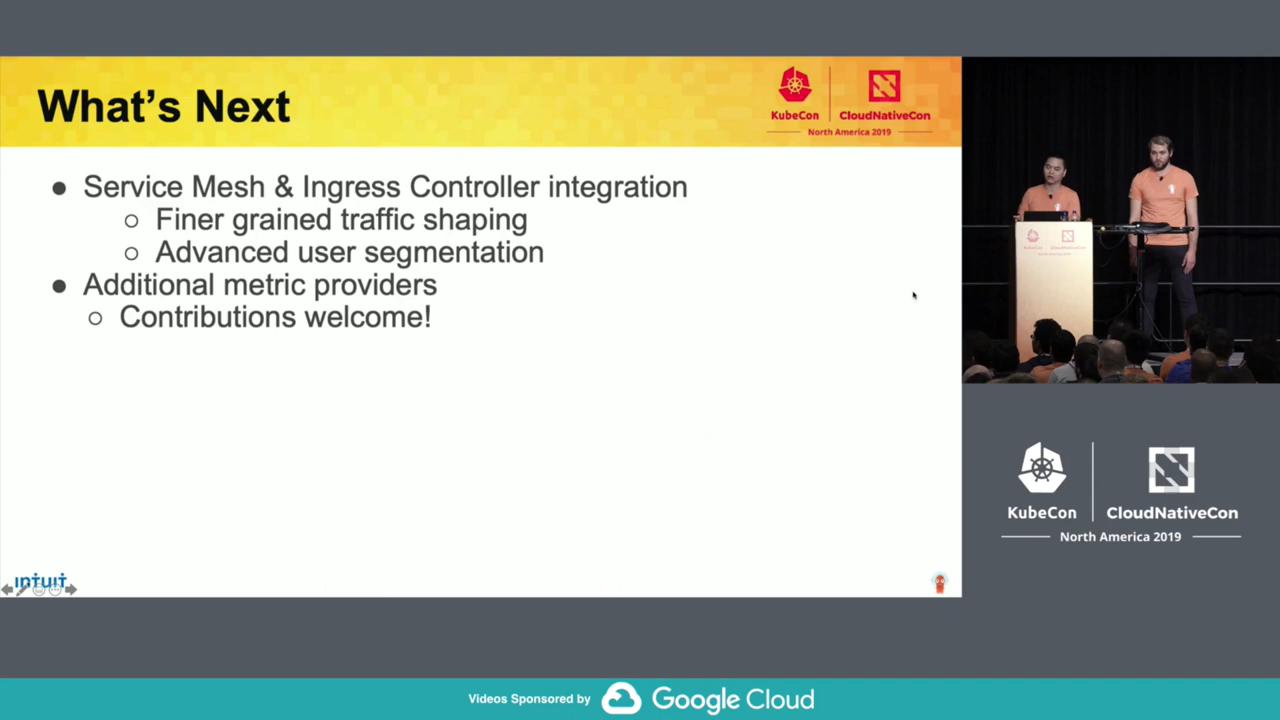 What's Next
KubeCon
CloudNativeCon
North America 2019
● Service Mesh & Ingress Controller integration
○ Finer grained traffic shaping
○ Advanced user segmentation
● Additional metric providers
○ Contributions welcome!
intuit
KubeCon
CloudNativeCon
North America 2019
Videos Sponsored by Google Cloud